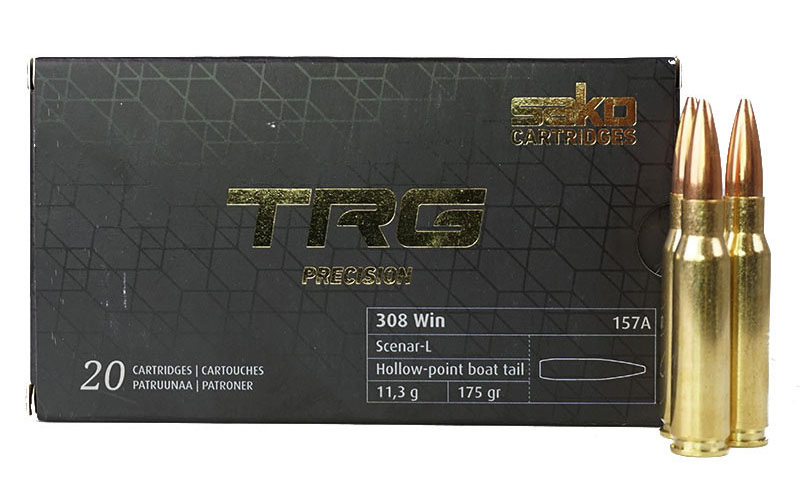 sako
CARTRIDGES
TRG
PRECISION
308 Win 157A
Scenar-L
Hollow-point boat tail
11,3 g 175 gr
20 CARTRIDGES | CARTOUCHES
PATRUUNAA | PATRONER